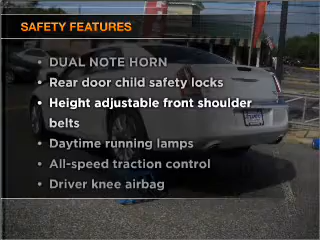 SAFETY FEATURES
• DUAL NOTE HORN
• Rear door child safety locks
• Height adjustable front shoulder
belts
• Daytime running lamps
• All-speed traction control
• Driver knee airbag